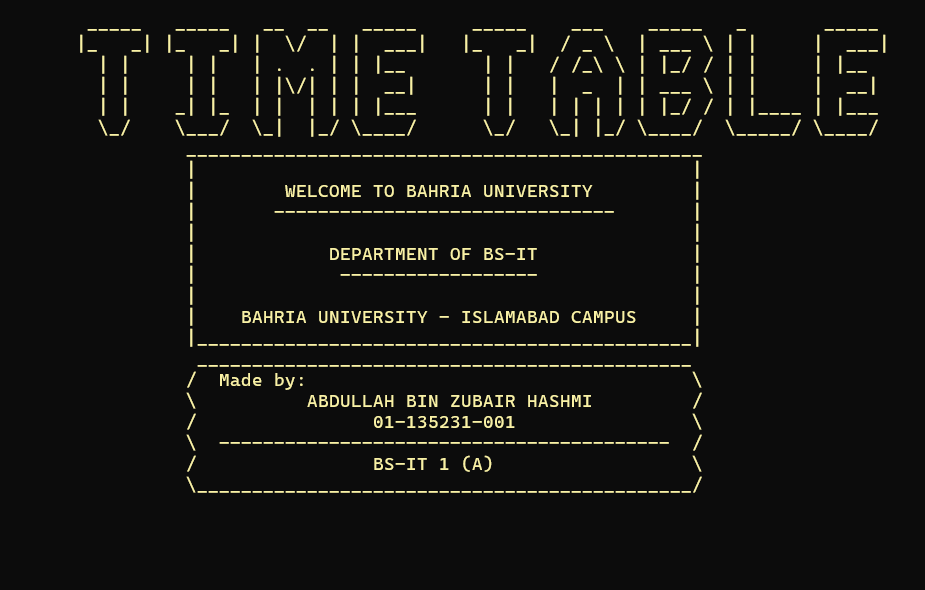 TIME TABLE
WELCOME TO BAHRIA UNIVERSITY
DEPARTMENT OF BS-IT
BAHRIA UNIVERSITY - ISLAMABAD CAMPUS
Made by:
ABDULLAH BIN ZUBAIR HASHMI
01-135231-001
BS-IT 1 (A)